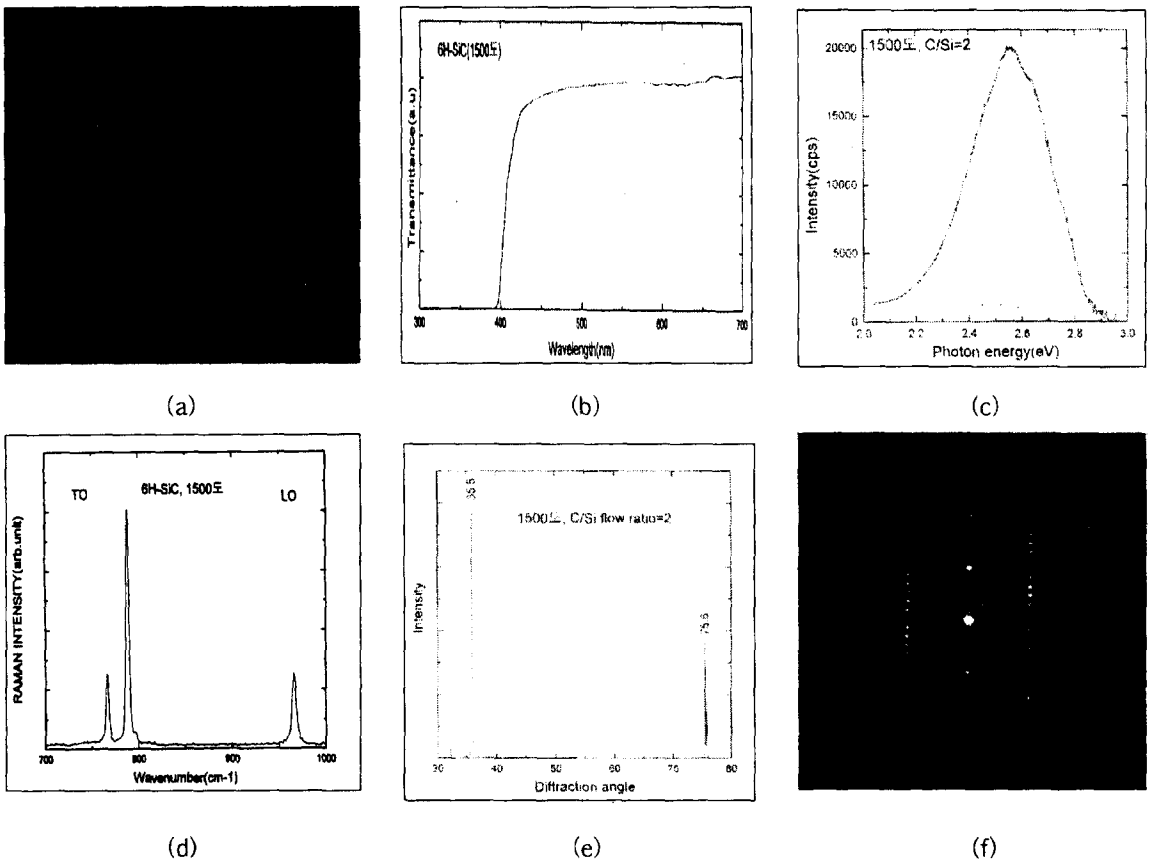 6H-SiC(1500도)
Transmittance(a.u)
300 400 500 600 700
Wavelength(nm)
1500도, C/Si=2
Intensity(cps)
20000
15000
10000
5000
0
2.0 2.2 2.4 2.6 2.8 3.0
Photon energy(eV)
(a) (b) (c)
TO 6H-SiC, 1500도 LO
RAMAN INTENSITY(arb.unit)
700 800 900 1000
Wavenumber(cm-1)
35.5
1500도, C/Si flow ratio=2
Intensity
75.5
30 40 50 60 70 80
Diffraction angle
(d) (e) (f)